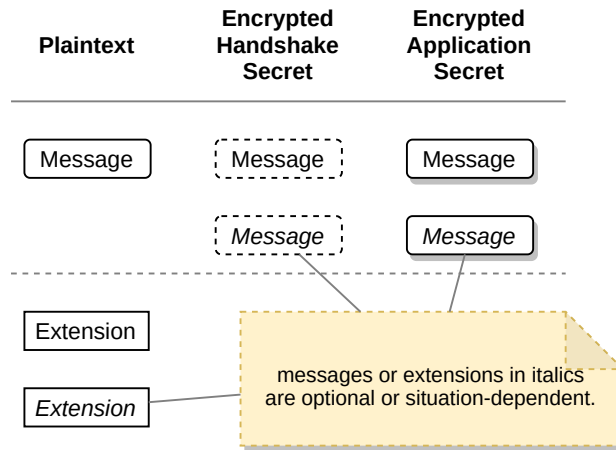 Plaintext
Encrypted
Handshake
Secret
Encrypted
Application
Secret
Message
Message
Message
Message
Message
Extension
Extension
messages or extensions in italics
are optional or situation-dependent.